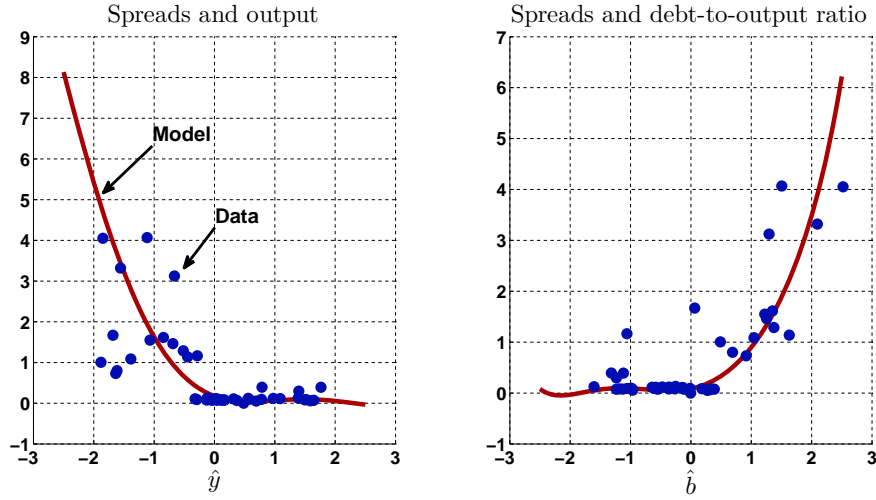 Spreads and output
9
8
7
6
5
4
3
2
1
0
−1
−3 −2 −1 0 1 2 3
ŷ
Model
Data
Spreads and debt-to-output ratio
7
6
5
4
3
2
1
0
−1
−3 −2 −1 0 1 2 3
b̂